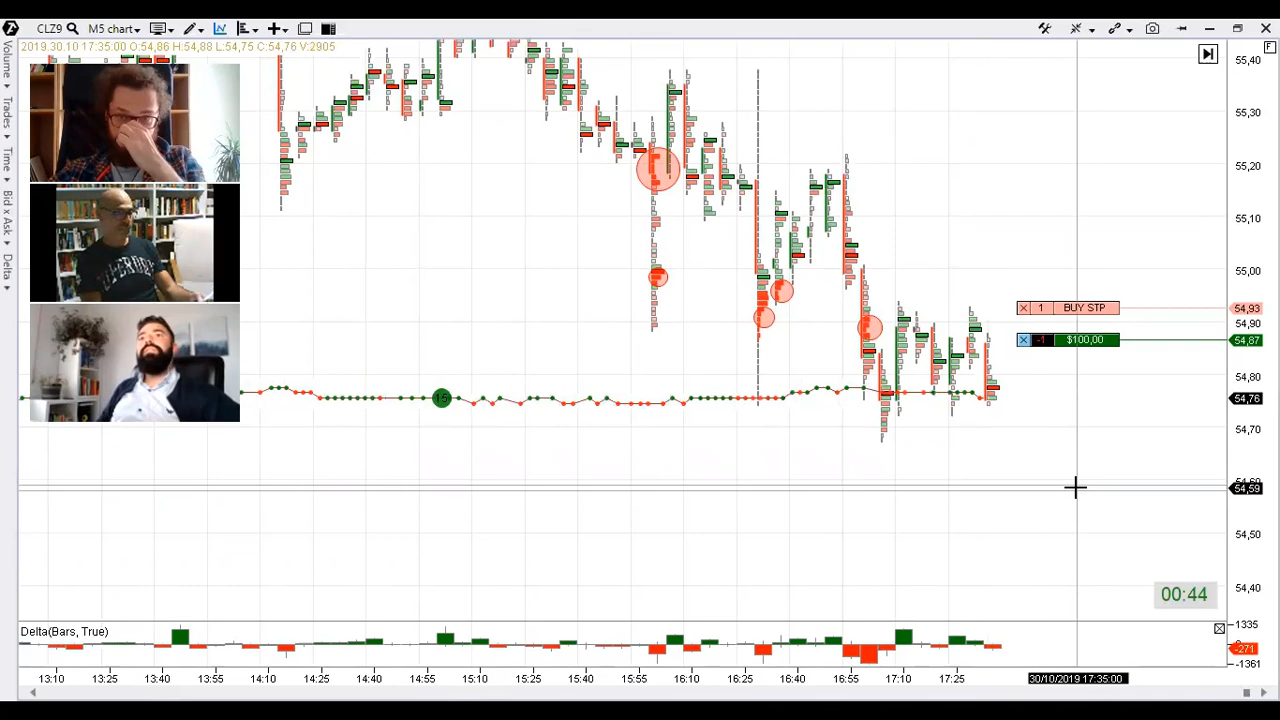 CLZ9 M5 chart
2019.30.10 17:35:00 O:54,86 H:54,88 L:54,75 C:54,76 V:2905
F
Volume
Trades
Time
Bid x Ask
Delta
55,40
55,30
55,20
55,10
55,00
54,93
54,90
54,87
54,80
54,76
54,70
54,59
54,50
54,40
1 BUY STP
-1 $100,00
15
00:44
Delta(Bars, True)
1335
0
-271
-1361
13:10 13:25 13:40 13:55 14:10 14:25 14:40 14:55 15:10 15:25 15:40 15:55 16:10 16:25 16:40 16:55 17:10 17:25 30/10/2019 17:35:00